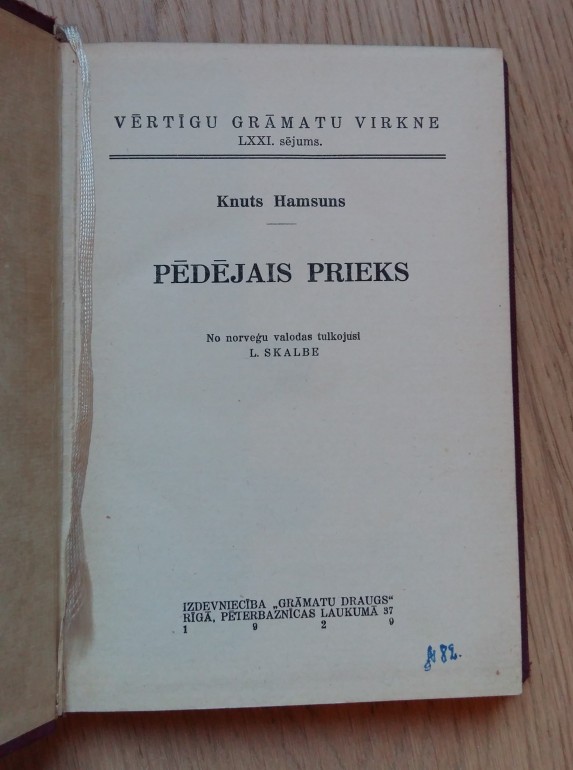 VĒRTĪGU GRĀMATU VIRKNE
LXXI. sējums.
Knuts Hamsuns
PĒDĒJAIS PRIEKS
No norveģu valodas tulkojusi
L. SKALBE
IZDEVNIECĪBA „GRĀMATU DRAUGS“
RĪGĀ, PĒTERBAZNĪCAS LAUKUMĀ 37
1 9 2 9
82.